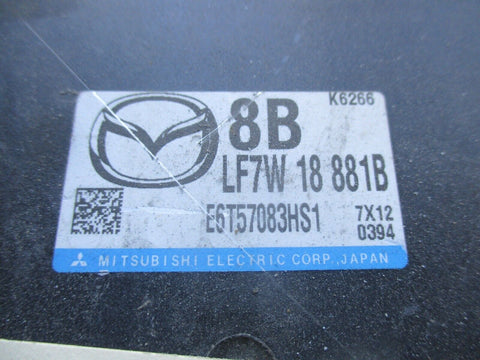 K6266
8B
LF7W 18 881B
E6T57083HS1 7X12
0394
MITSUBISHI ELECTRIC CORP., JAPAN